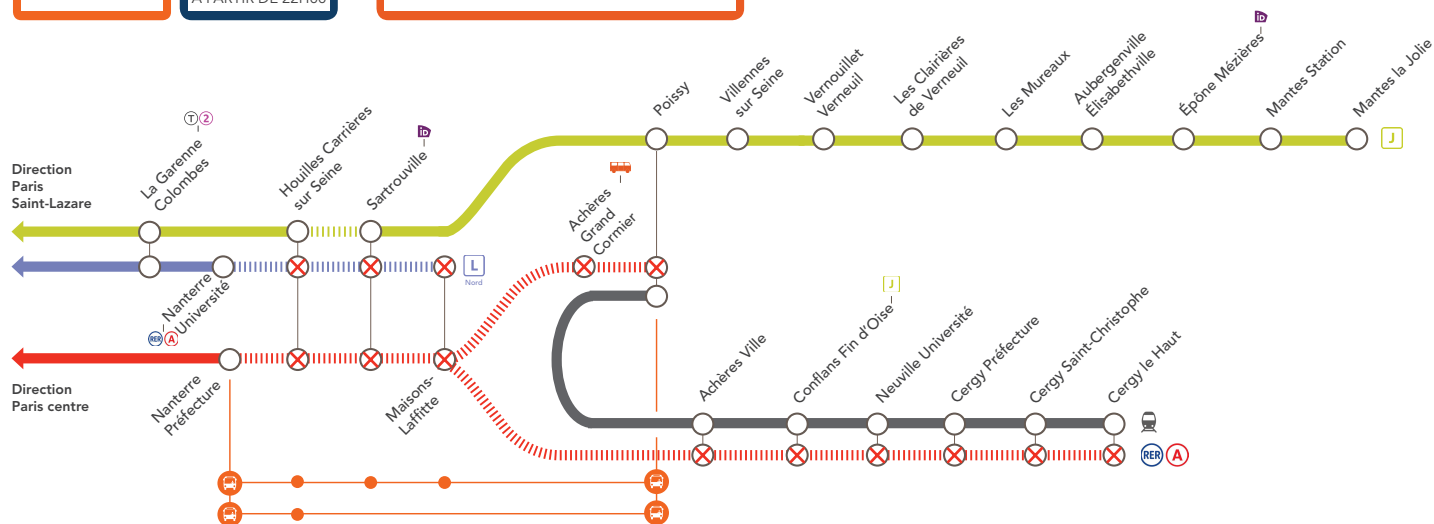 À PARTIR DE 22H00
iD
Épône Mézières
Mantes Station
Mantes la Jolie
Aubergenville
Élisabethville
Les Mureaux
Les Clairières
de Verneuil
Vernouillet
Verneuil
Villennes
sur Seine
Poissy
J
T 2
La Garenne
Colombes
Houilles Carrières
sur Seine
iD
Sartrouville
Direction
Paris
Saint-Lazare
Achères
Grand
Cormier
L
Nord
Nanterre
Université
RER A
J
Conflans Fin d'Oise
Achères Ville
Neuville Université
Cergy Préfecture
Cergy Saint-Christophe
Cergy le Haut
Direction
Paris centre
Nanterre
Préfecture
Maisons-
Laffitte
RER A